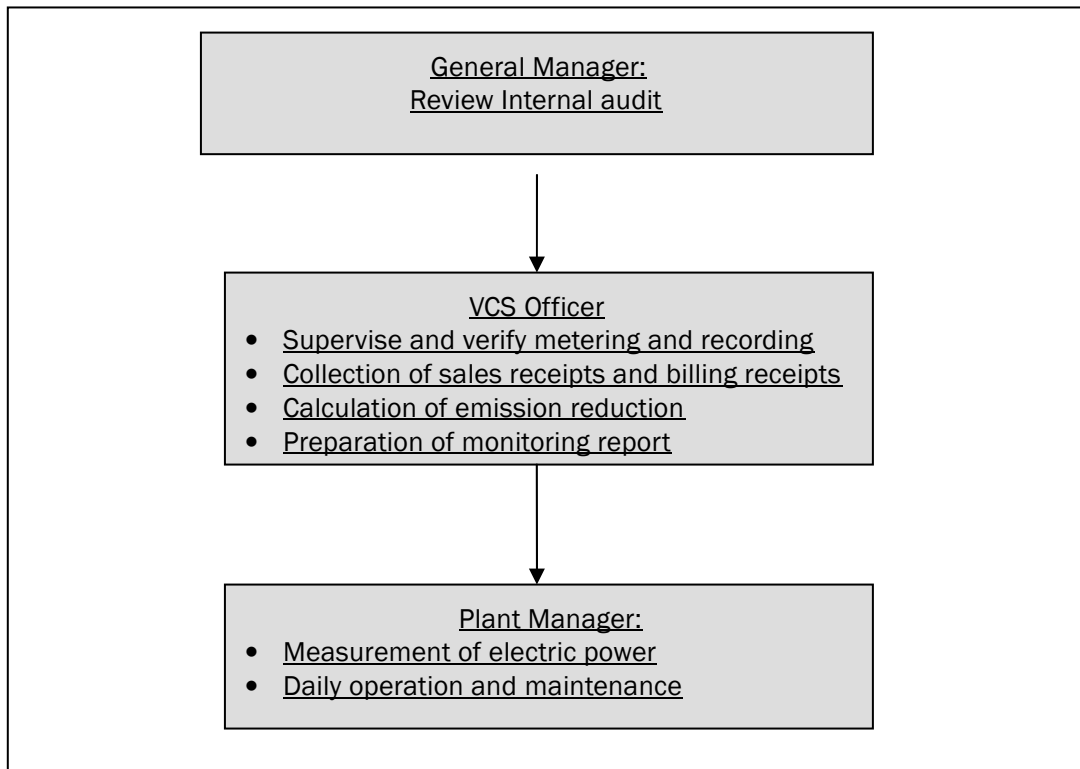 General Manager:
Review Internal audit
VCS Officer
• Supervise and verify metering and recording
• Collection of sales receipts and billing receipts
• Calculation of emission reduction
• Preparation of monitoring report
Plant Manager:
• Measurement of electric power
• Daily operation and maintenance